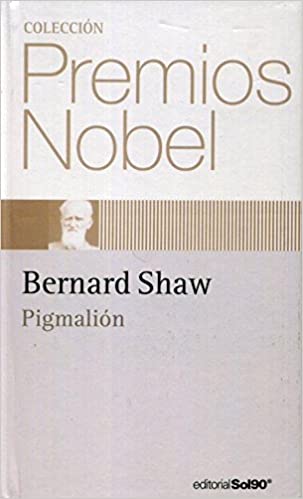 COLECCIÓN
Premios
Nobel
Bernard Shaw
Pigmalión
editorialSol90®